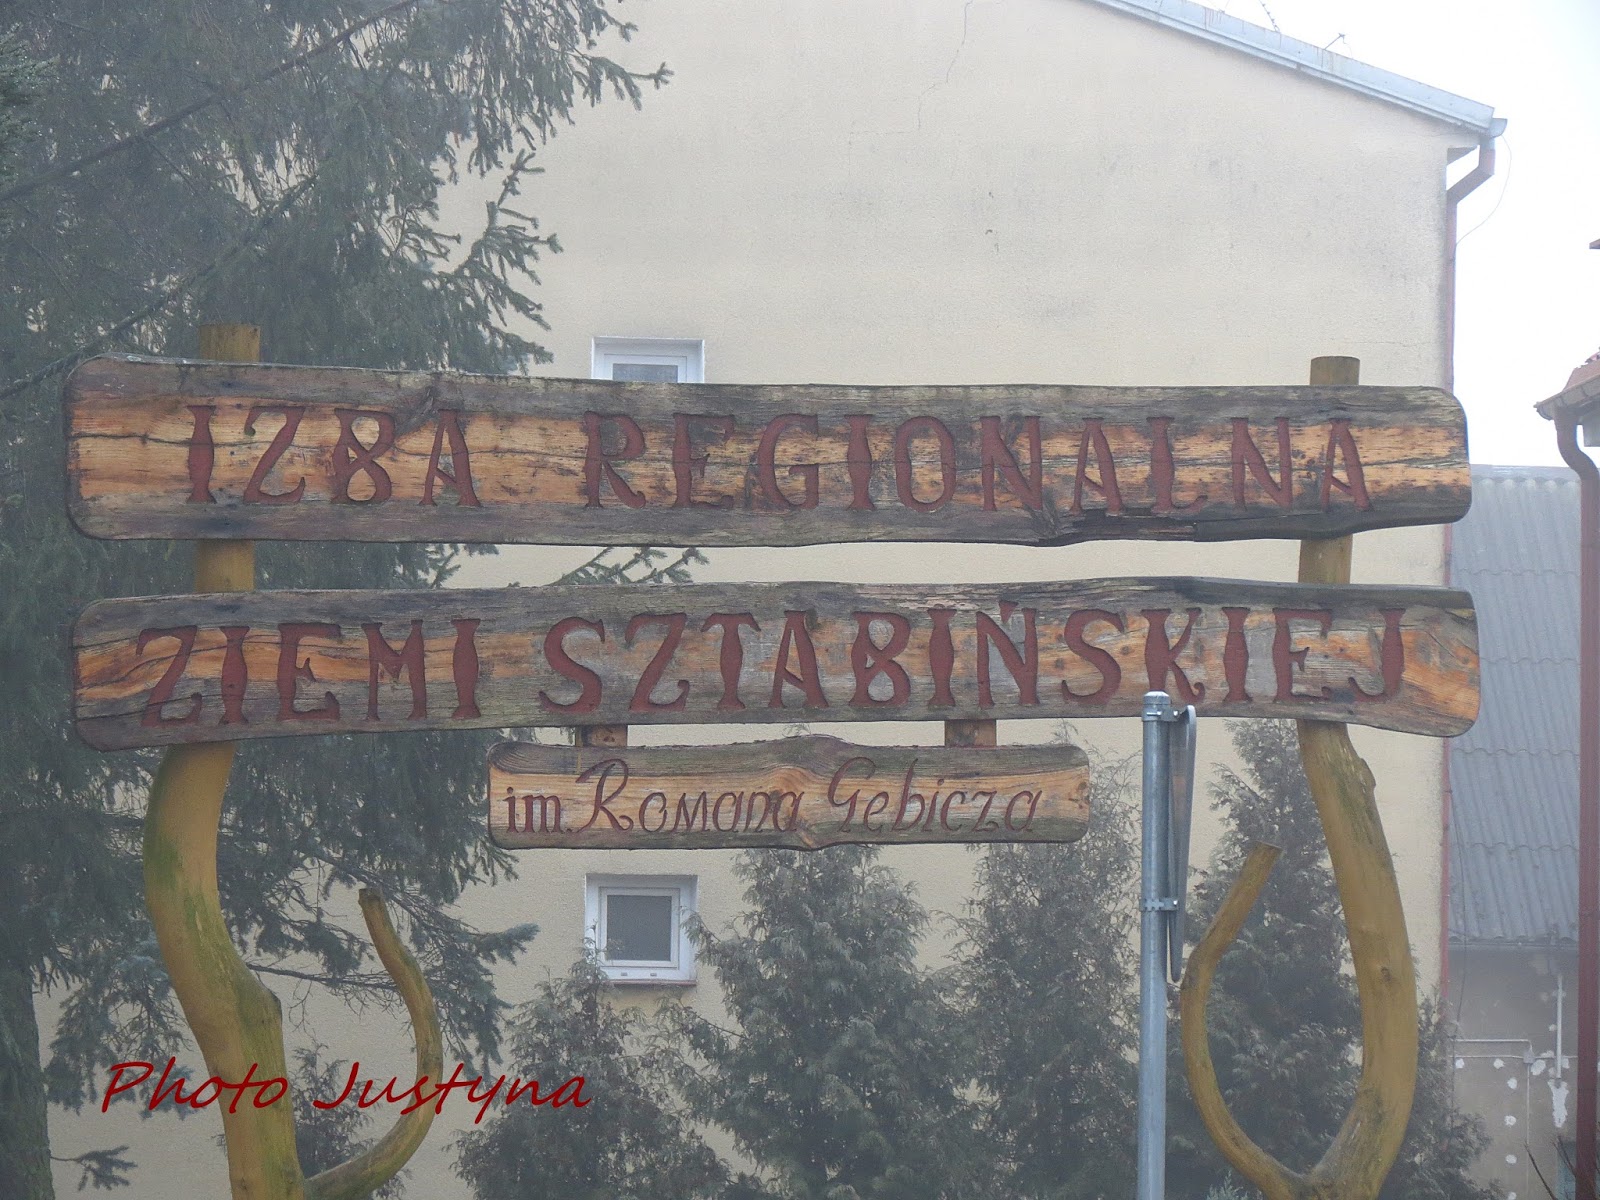 IZBA REGIONALNA
ZIEMI SZTABIŃSKIEJ
im. Romana Gębicza
Photo Justyna